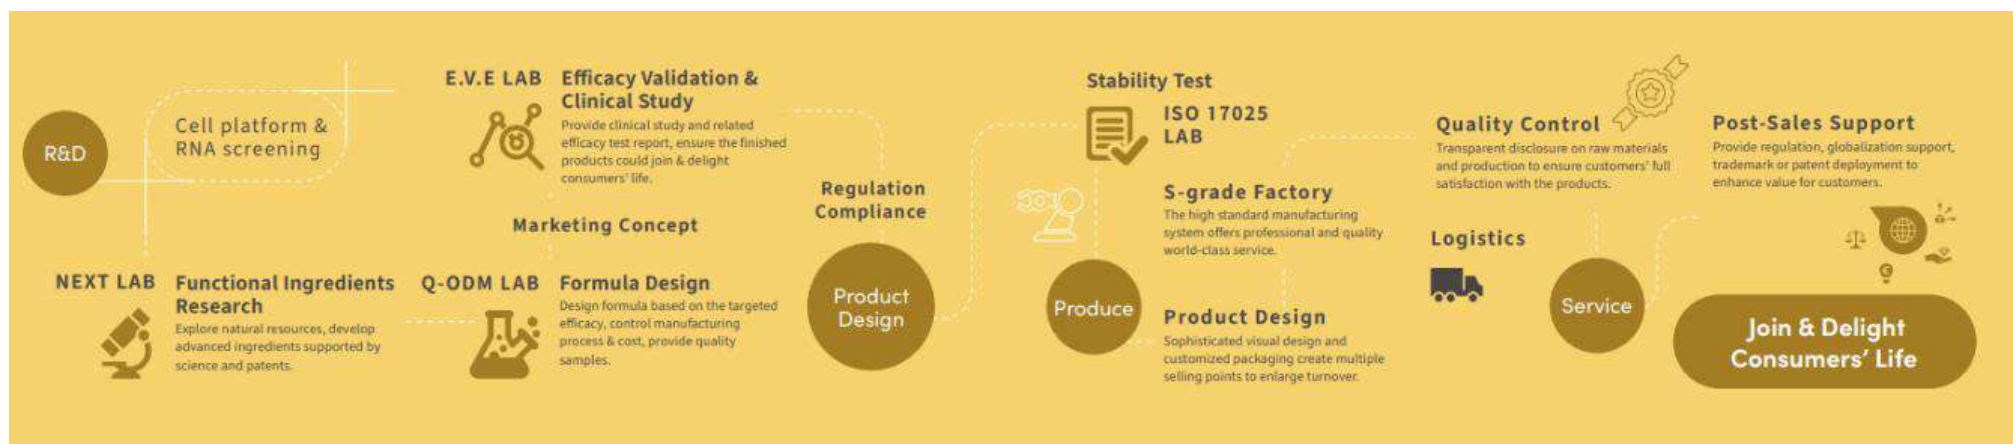 R&D
Cell platform &
RNA screening
NEXT LAB
Functional Ingredients
Research
Explore natural resources, develop
advanced ingredients supported by
science and patents.
E.V.E LAB
Efficacy Validation &
Clinical Study
Provide clinical study and related
efficacy test report, ensure the finished
products could join & delight
consumers' life.
Marketing Concept
Q-ODM LAB
Formula Design
Design formula based on the targeted
efficacy, control manufacturing
process & cost, provide quality
samples.
Regulation
Compliance
Product
Design
Stability Test
ISO 17025
LAB
Produce
S-grade Factory
The high standard manufacturing
system offers professional and quality
world-class service.
Product Design
Sophisticated visual design and
customized packaging create multiple
selling points to enlarge turnover.
Quality Control
Transparent disclosure on raw materials
and production to ensure customers' full
satisfaction with the products.
Logistics
Service
Post-Sales Support
Provide regulation, globalization support,
trademark or patent deployment to
enhance value for customers.
Join & Delight
Consumers' Life